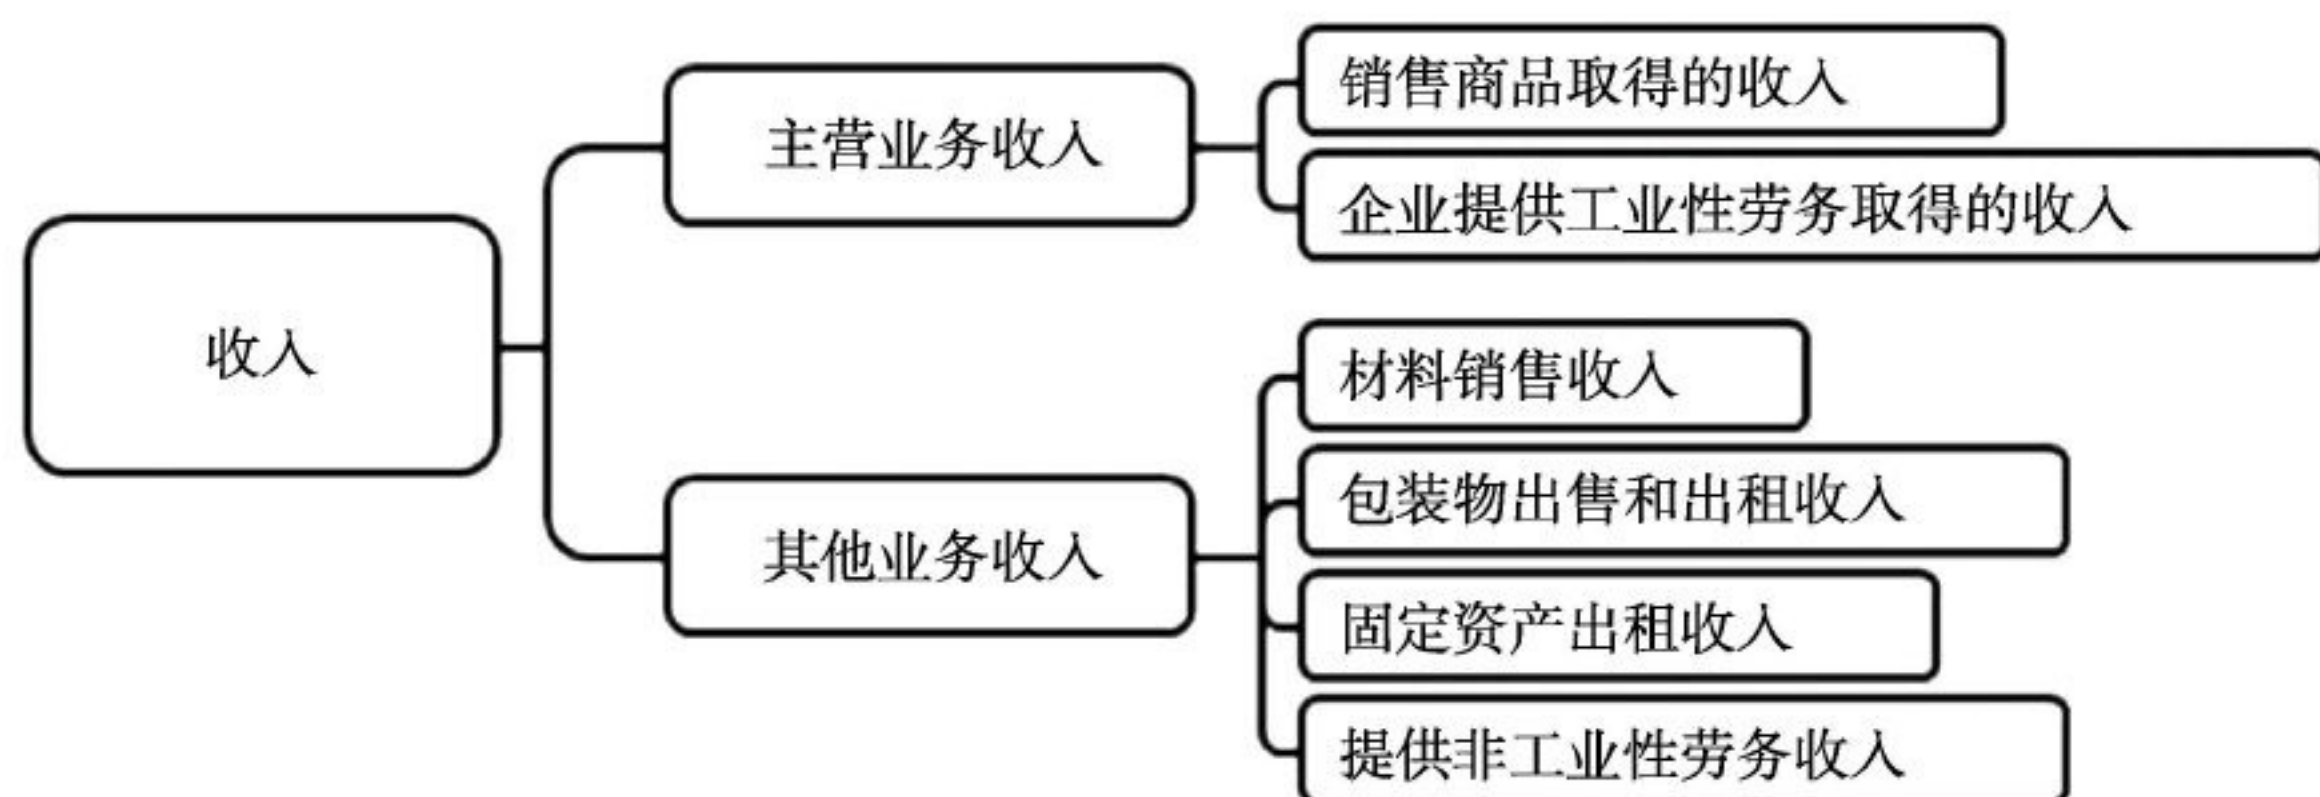 收入
主营业务收入
销售商品取得的收入
企业提供工业性劳务取得的收入
其他业务收入
材料销售收入
包装物出售和出租收入
固定资产出租收入
提供非工业性劳务收入